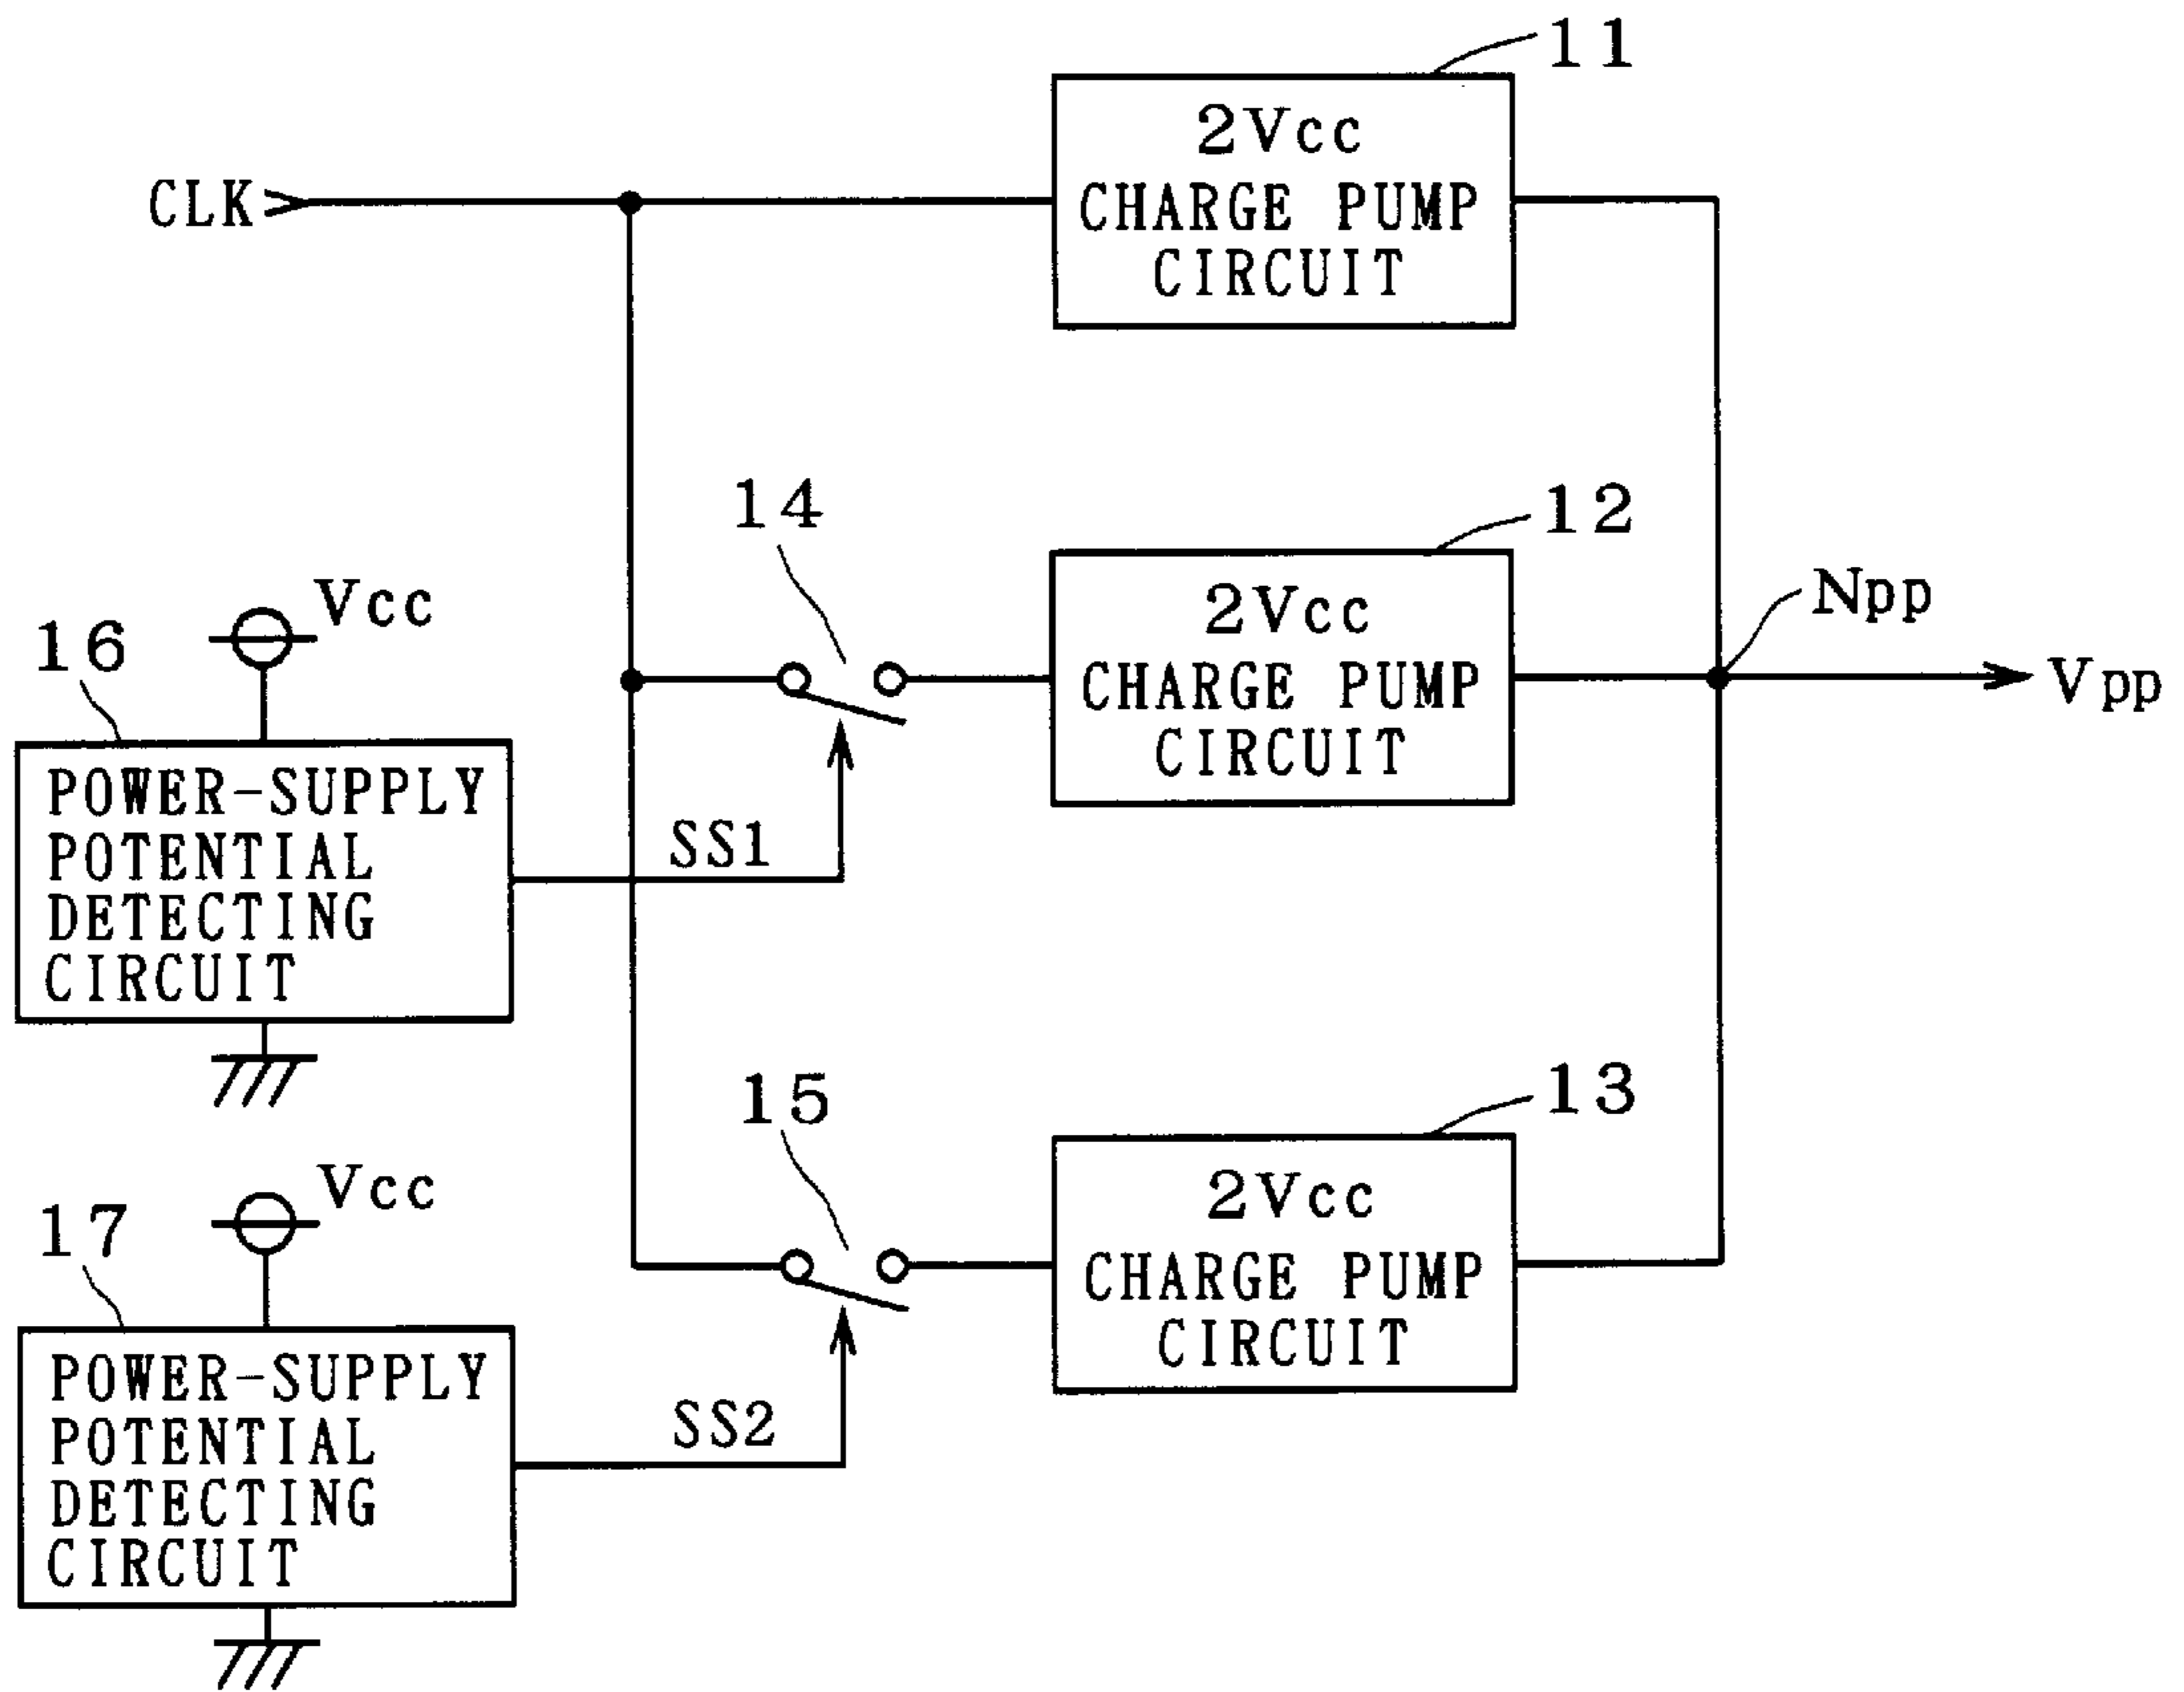 11
2Vcc
CHARGE PUMP
CIRCUIT
CLK
14
12
2Vcc
CHARGE PUMP
CIRCUIT
Npp
Vpp
Vcc
16
POWER-SUPPLY
POTENTIAL
DETECTING
CIRCUIT
SS1
15
13
2Vcc
CHARGE PUMP
CIRCUIT
Vcc
17
POWER-SUPPLY
POTENTIAL
DETECTING
CIRCUIT
SS2